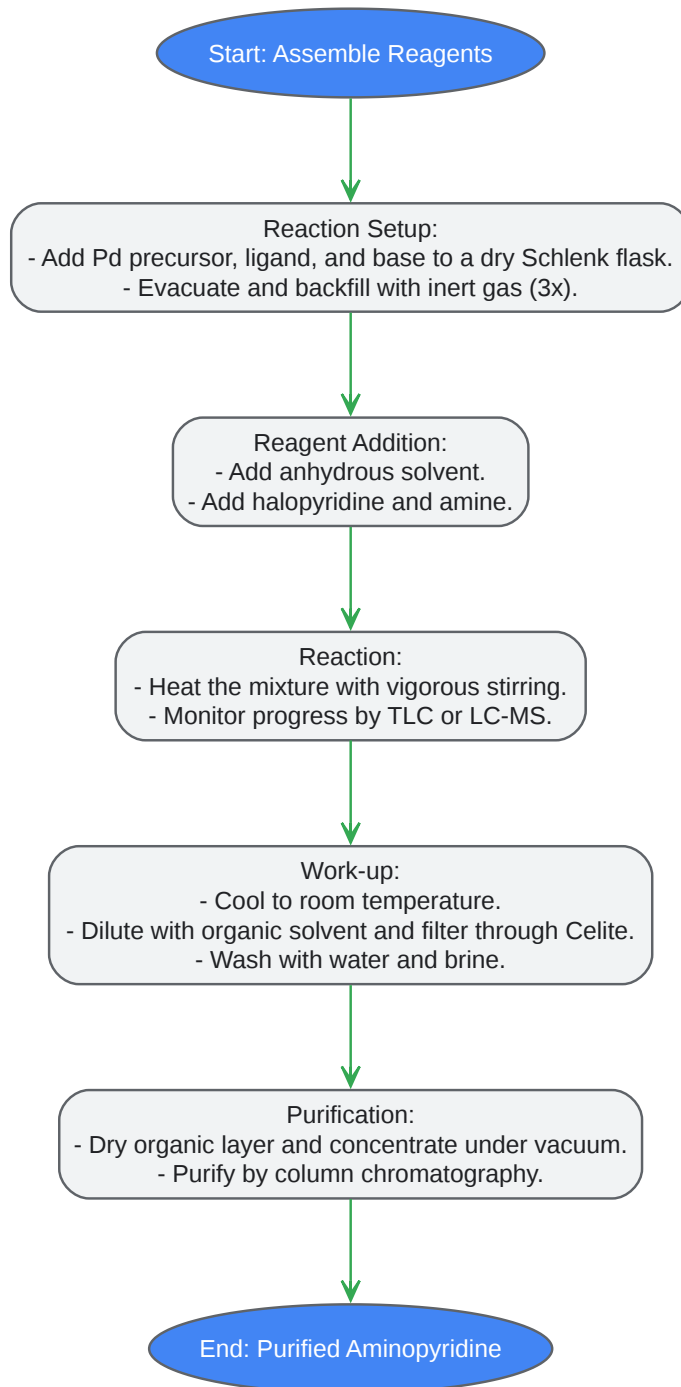 Start: Assemble Reagents
Reaction Setup:
- Add Pd precursor, ligand, and base to a dry Schlenk flask.
- Evacuate and backfill with inert gas (3x).
Reagent Addition:
- Add anhydrous solvent.
- Add halopyridine and amine.
Reaction:
- Heat the mixture with vigorous stirring.
- Monitor progress by TLC or LC-MS.
Work-up:
- Cool to room temperature.
- Dilute with organic solvent and filter through Celite.
- Wash with water and brine.
Purification:
- Dry organic layer and concentrate under vacuum.
- Purify by column chromatography.
End: Purified Aminopyridine